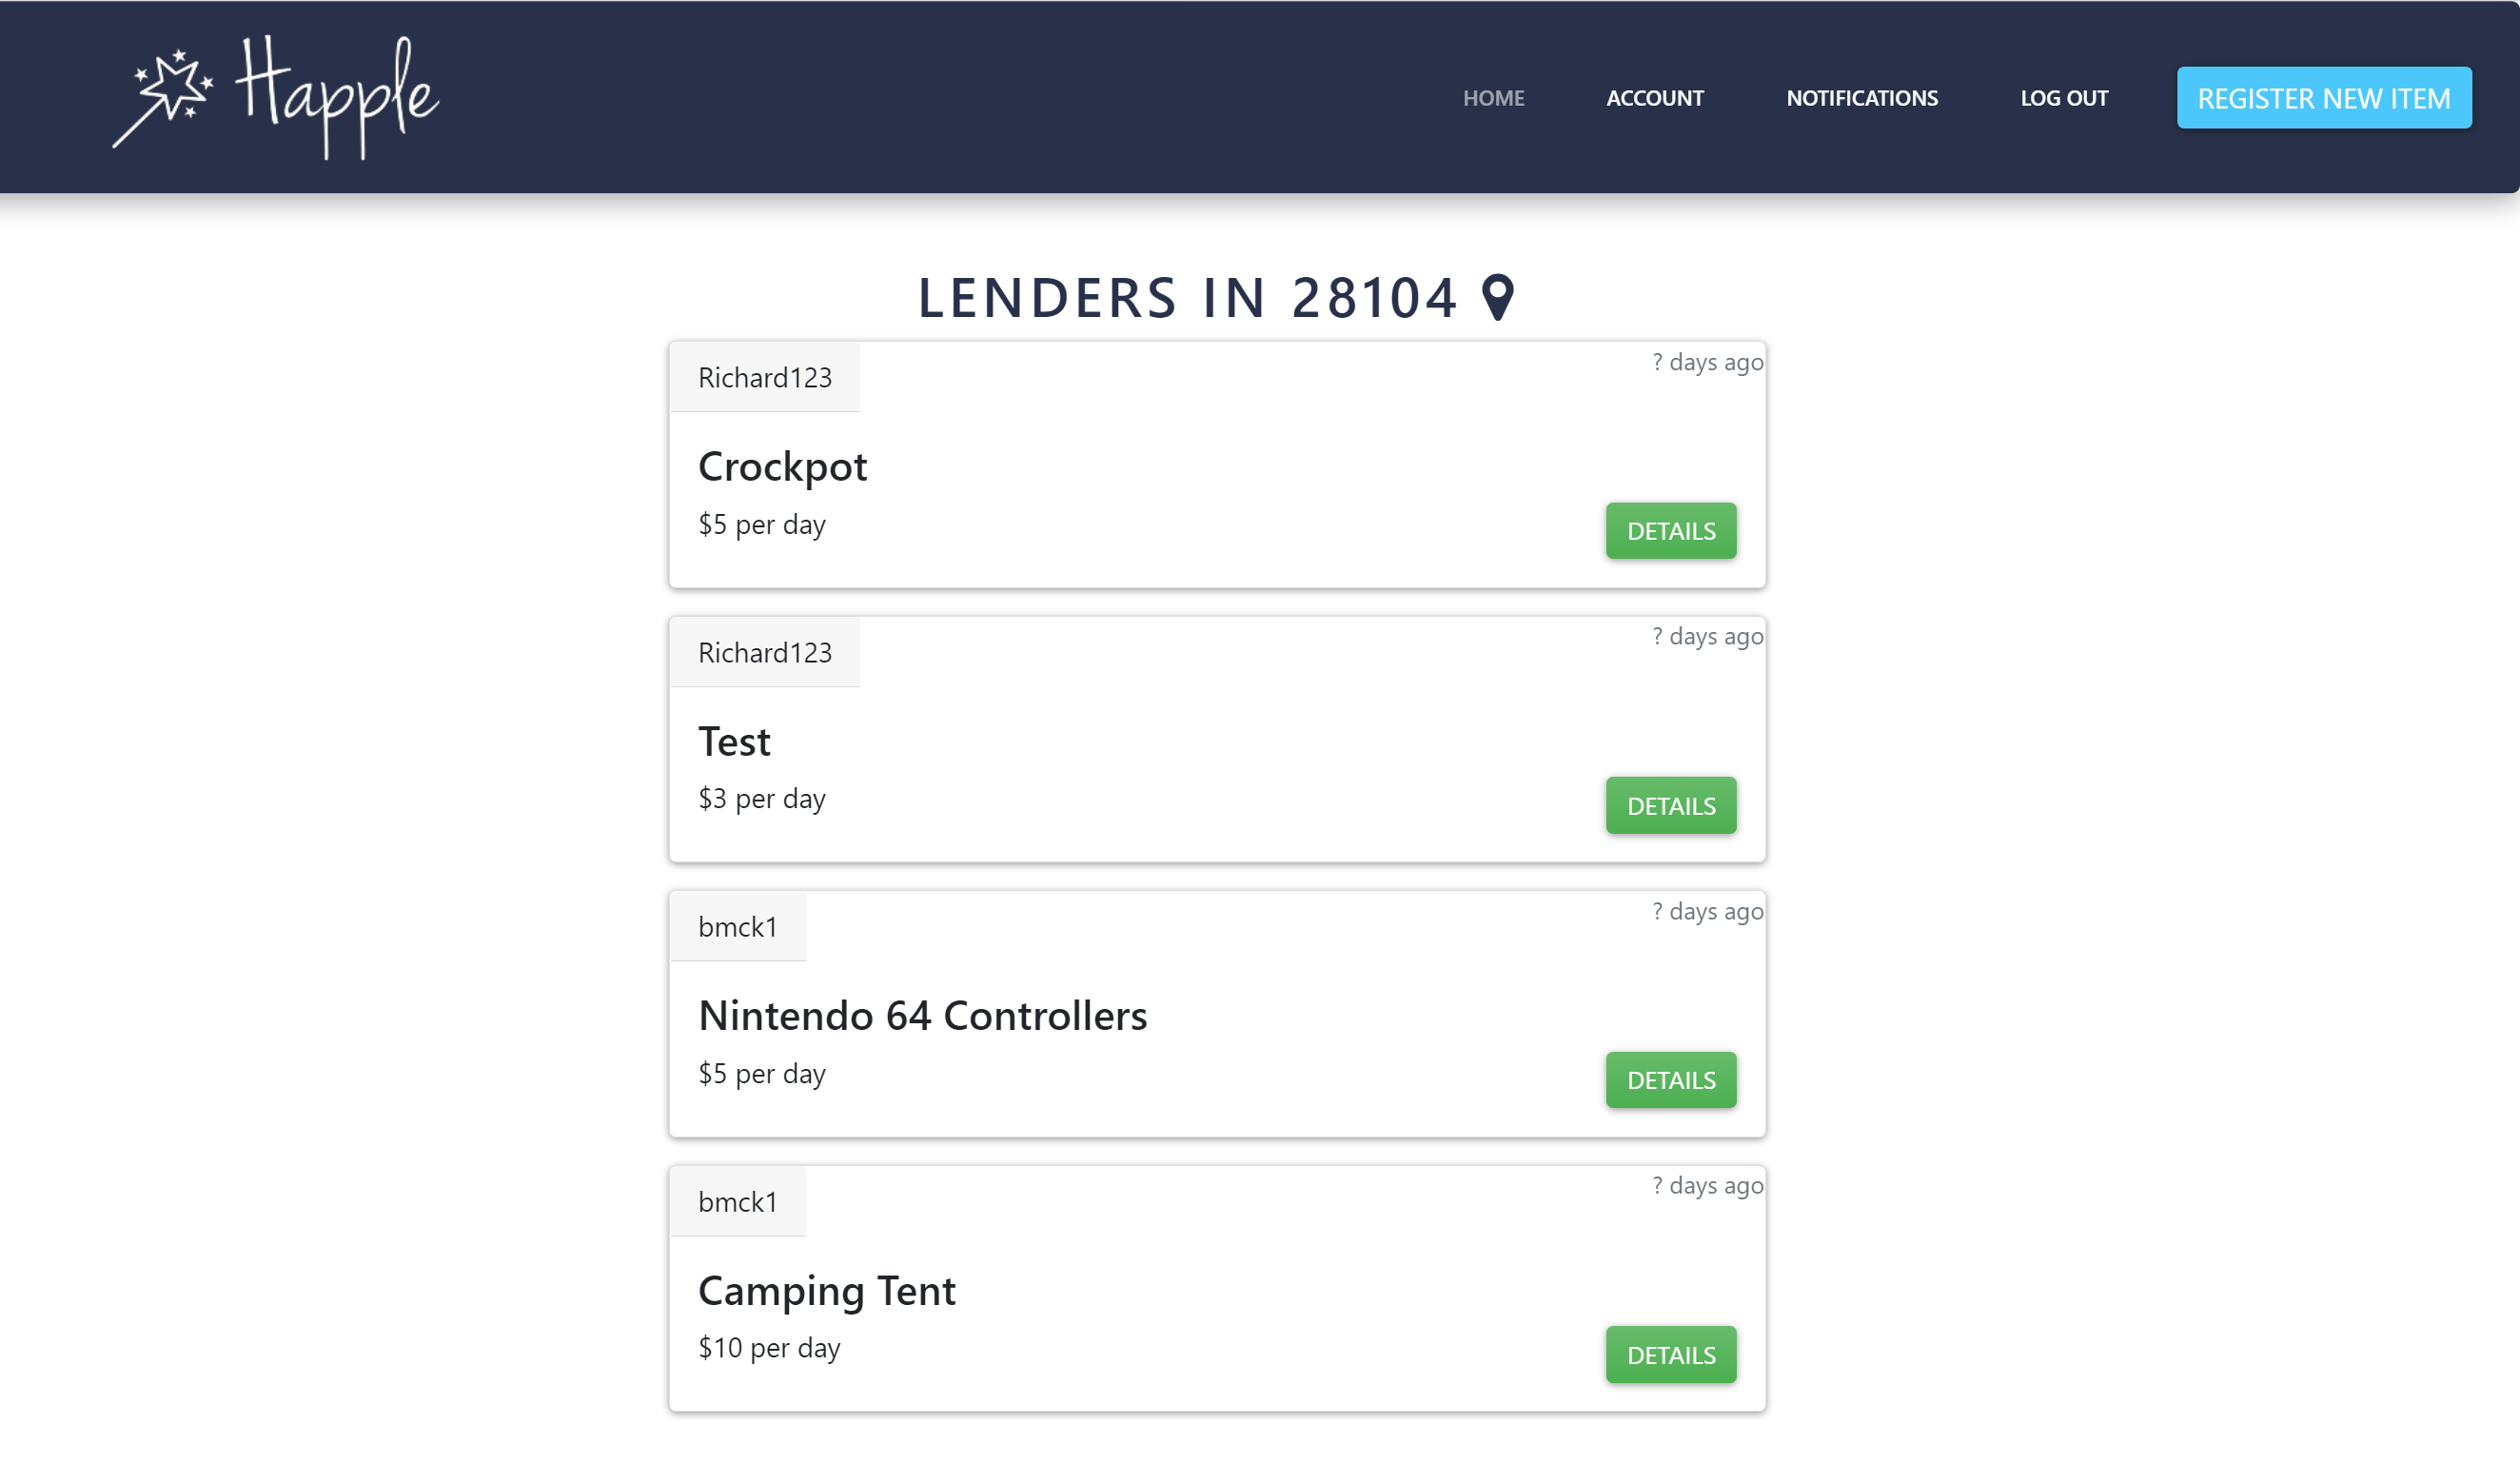 Happle
HOME ACCOUNT NOTIFICATIONS LOG OUT REGISTER NEW ITEM
LENDERS IN 28104
Richard123 ? days ago
Crockpot
$5 per day DETAILS
Richard123 ? days ago
Test
$3 per day DETAILS
bmck1 ? days ago
Nintendo 64 Controllers
$5 per day DETAILS
bmck1 ? days ago
Camping Tent
$10 per day DETAILS